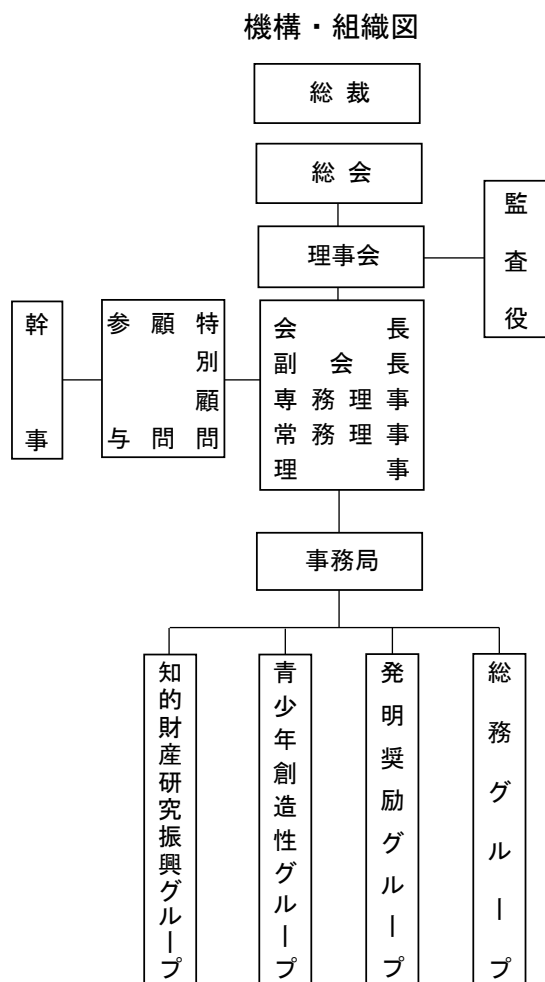 機構・組織図
総裁
総会
理事会
監査役
会長
副会長
専務理事
常務理事
理事
特別顧問
顧問
参与
幹事
事務局
総務グループ
発明奨励グループ
青少年創造性グループ
知的財産研究振興グループ